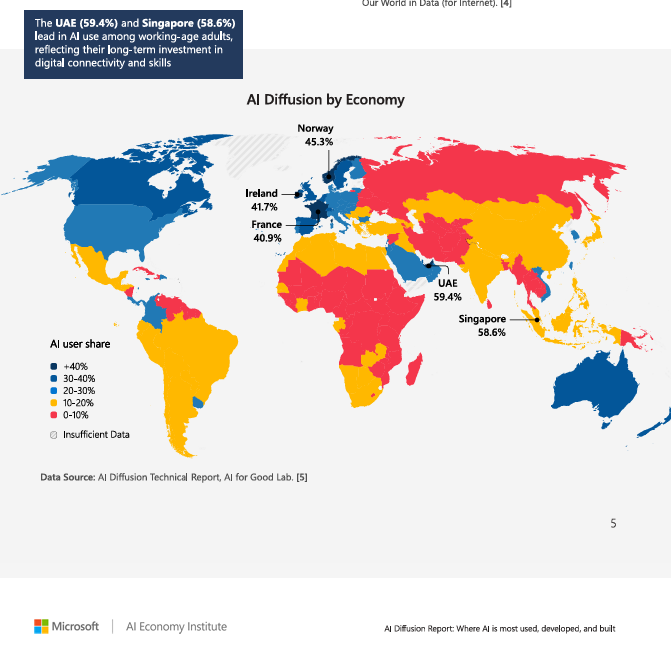 Our World in Data (for Internet). [4]
The UAE (59.4%) and Singapore (58.6%)
lead in AI use among working-age adults,
reflecting their long-term investment in
digital connectivity and skills
AI Diffusion by Economy
Norway
45.3%
Ireland
41.7%
France
40.9%
UAE
59.4%
Singapore
58.6%
AI user share
+40%
30-40%
20-30%
10-20%
0-10%
Insufficient Data
Data Source: AI Diffusion Technical Report, AI for Good Lab. [5]
5
Microsoft | AI Economy Institute
AI Diffusion Report: Where AI is most used, developed, and built